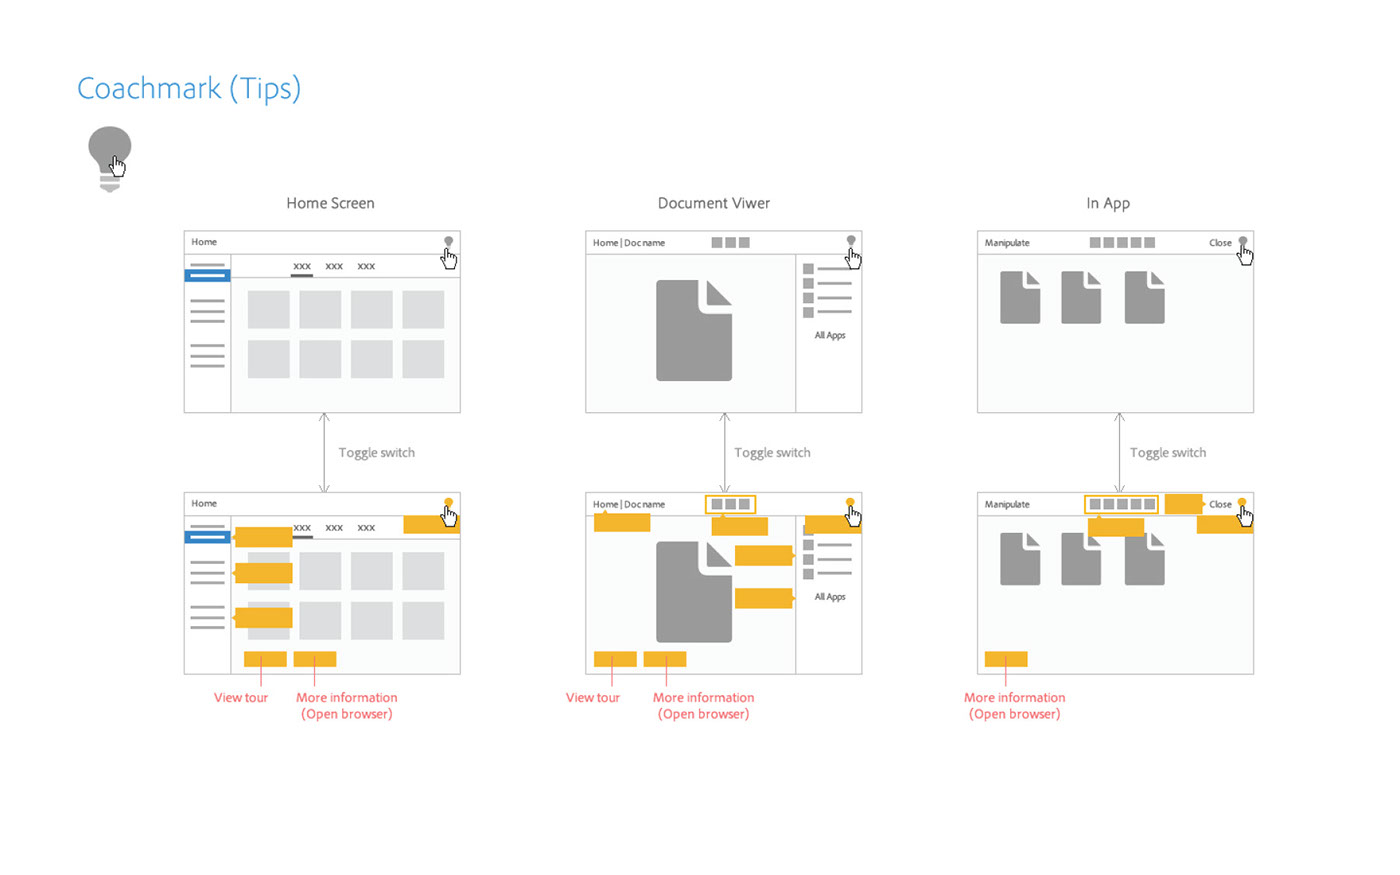 Coachmark (Tips)
Home Screen
Document Viwer
In App
Home
XXX XXX XXX
Home | Doc name
All Apps
Manipulate
Close
Toggle switch
Toggle switch
Toggle switch
Home
XXX XXX XXX
Home | Doc name
All Apps
Manipulate
Close
View tour
More information
(Open browser)
View tour
More information
(Open browser)
More information
(Open browser)